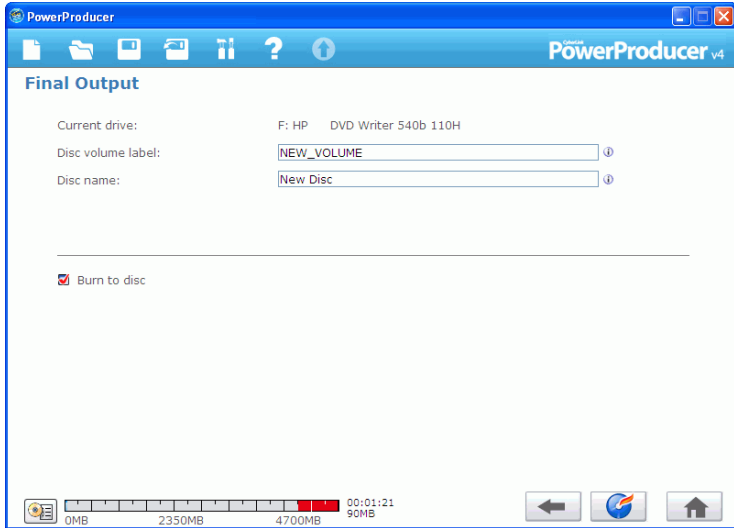 PowerProducer
CyberLink
PowerProducer v4
Final Output
Current drive: F: HP DVD Writer 540b 110H
Disc volume label: NEW_VOLUME
Disc name: New Disc
Burn to disc
00:01:21
90MB
0MB 2350MB 4700MB